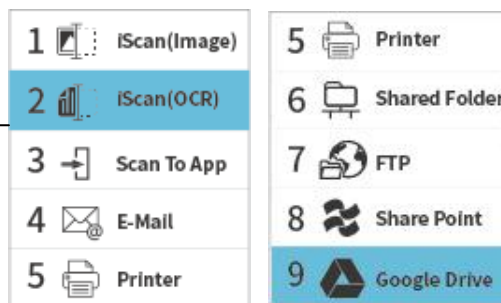 1 iScan(Image)
2 iScan(OCR)
3 Scan To App
4 E-Mail
5 Printer
5 Printer
6 Shared Folder
7 FTP
8 Share Point
9 Google Drive